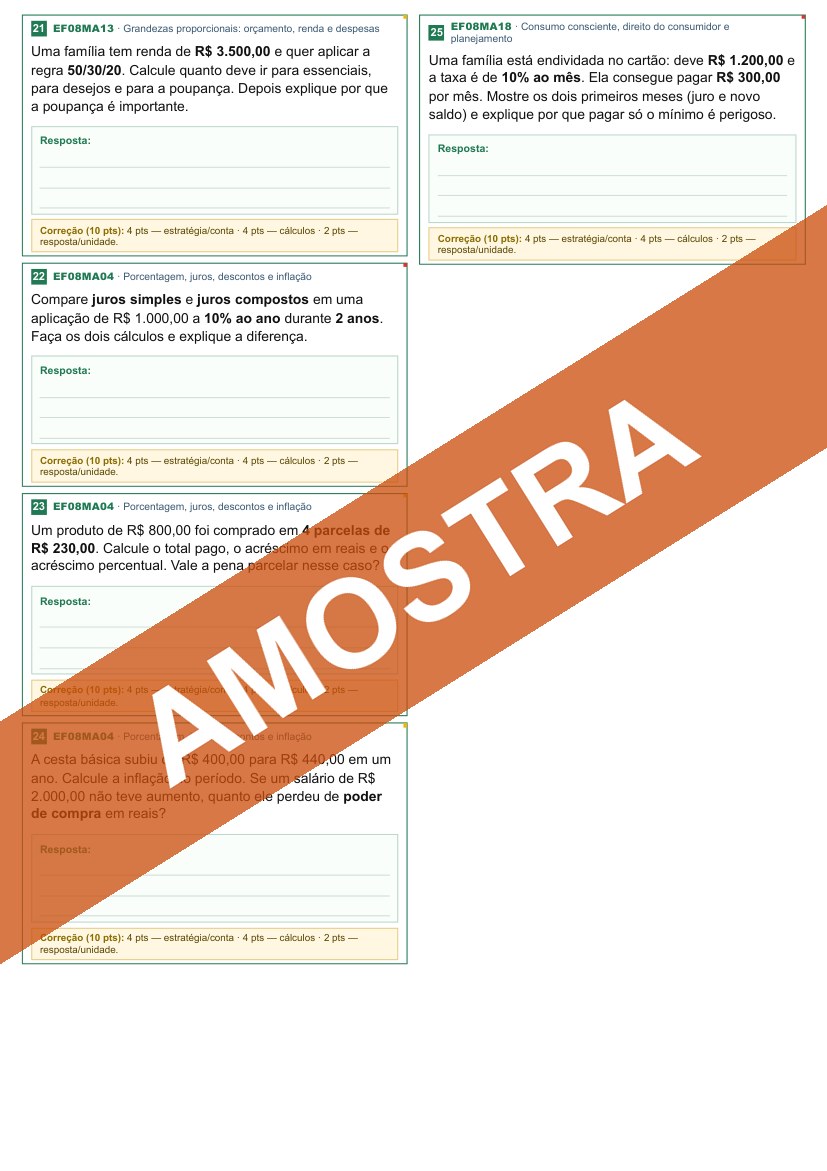 21 EF08MA13 · Grandezas proporcionais: orçamento, renda e despesas
Uma família tem renda de R$ 3.500,00 e quer aplicar a
regra 50/30/20. Calcule quanto deve ir para essenciais,
para desejos e para a poupança. Depois explique por que
a poupança é importante.
Resposta:
Correção (10 pts): 4 pts — estratégia/conta · 4 pts — cálculos · 2 pts —
resposta/unidade.
22 EF08MA04 · Porcentagem, juros, descontos e inflação
Compare juros simples e juros compostos em uma
aplicação de R$ 1.000,00 a 10% ao ano durante 2 anos.
Faça os dois cálculos e explique a diferença.
Resposta:
Correção (10 pts): 4 pts — estratégia/conta · 4 pts — cálculos · 2 pts —
resposta/unidade.
23 EF08MA04 · Porcentagem, juros, descontos e inflação
Um produto de R$ 800,00 foi comprado em 4 parcelas de
R$ 230,00. Calcule o total pago, o acréscimo em reais e o
acréscimo percentual. Vale a pena parcelar nesse caso?
Resposta:
Correção (10 pts): 4 pts — 2 pts —
resposta/unidade.
24 EF08MA04 · e inflação
A cesta básica subiu R$ 400,00 para R$ 440,00 em um
ano. Calcule a inflação período. Se um salário de R$
2.000,00 não teve aumento, quanto ele perdeu de poder
de compra em reais?
Resposta:
Correção (10 pts): 4 pts — estratégia/conta · 4 pts — cálculos · 2 pts —
resposta/unidade.
25 EF08MA18 · Consumo consciente, direito do consumidor e
planejamento
Uma família está endividada no cartão: deve R$ 1.200,00 e
a taxa é de 10% ao mês. Ela consegue pagar R$ 300,00
por mês. Mostre os dois primeiros meses (juro e novo
saldo) e explique por que pagar só o mínimo é perigoso.
Resposta:
Correção (10 pts): 4 pts — estratégia/conta · 4 pts — cálculos · 2 pts —
resposta/unidade.
AMOSTRA